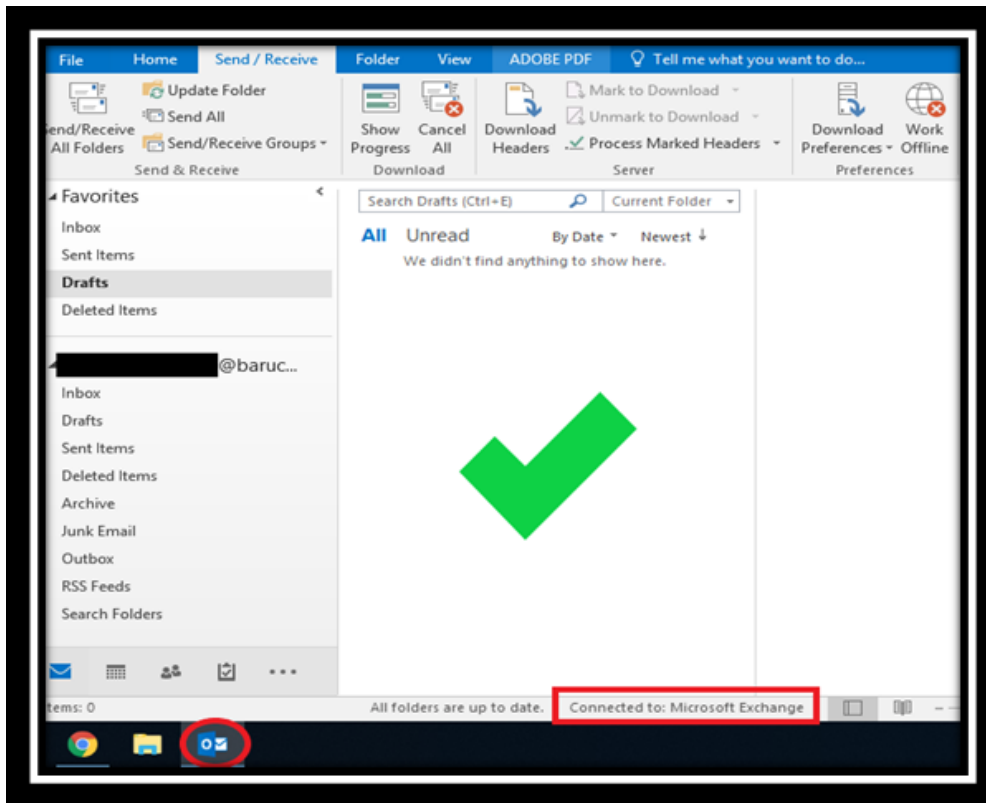 File Home Send / Receive Folder View ADOBE PDF Tell me what you want to do...
Update Folder
Send All
Send/Receive Groups
end/Receive
All Folders
Show
Progress
Cancel
All
Download
Headers
Mark to Download
Unmark to Download
Process Marked Headers
Download
Preferences
Work
Offline
Send & Receive Download Server Preferences
Favorites
Inbox
Sent Items
Drafts
Deleted Items
@baruc...
Inbox
Drafts
Sent Items
Deleted Items
Archive
Junk Email
Outbox
RSS Feeds
Search Folders
Search Drafts (Ctrl+E) Current Folder
All Unread By Date Newest
We didn't find anything to show here.
tems: 0 All folders are up to date. Connected to: Microsoft Exchange